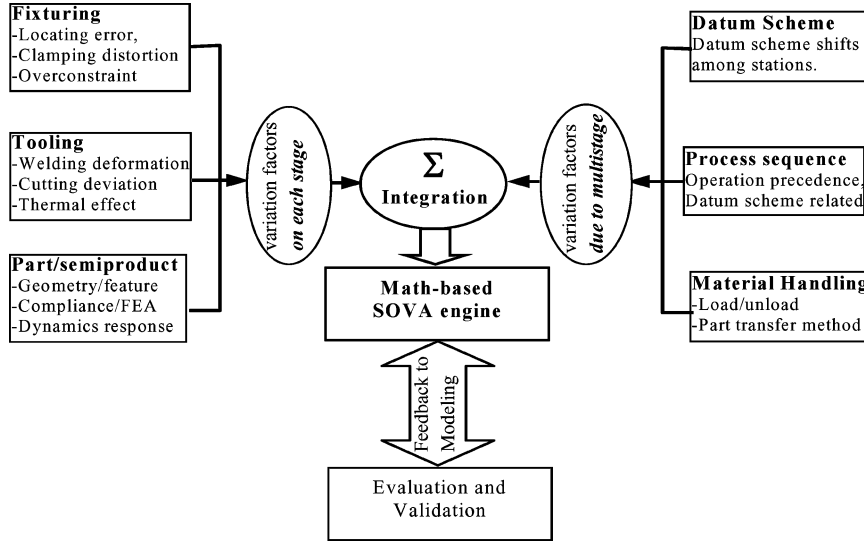 Fixturing
-Locating error,
-Clamping distortion
-Overconstraint
Tooling
-Welding deformation
-Cutting deviation
-Thermal effect
Part/semiproduct
-Geometry/feature
-Compliance/FEA
-Dynamics response
variation factors
on each stage
Σ
Integration
variation factors
due to multistage
Datum Scheme
Datum scheme shifts
among stations.
Process sequence
Operation precedence,
Datum scheme related
Material Handling
-Load/unload
-Part transfer method
Math-based
SOVA engine
Feedback to
Modeling
Evaluation and
Validation